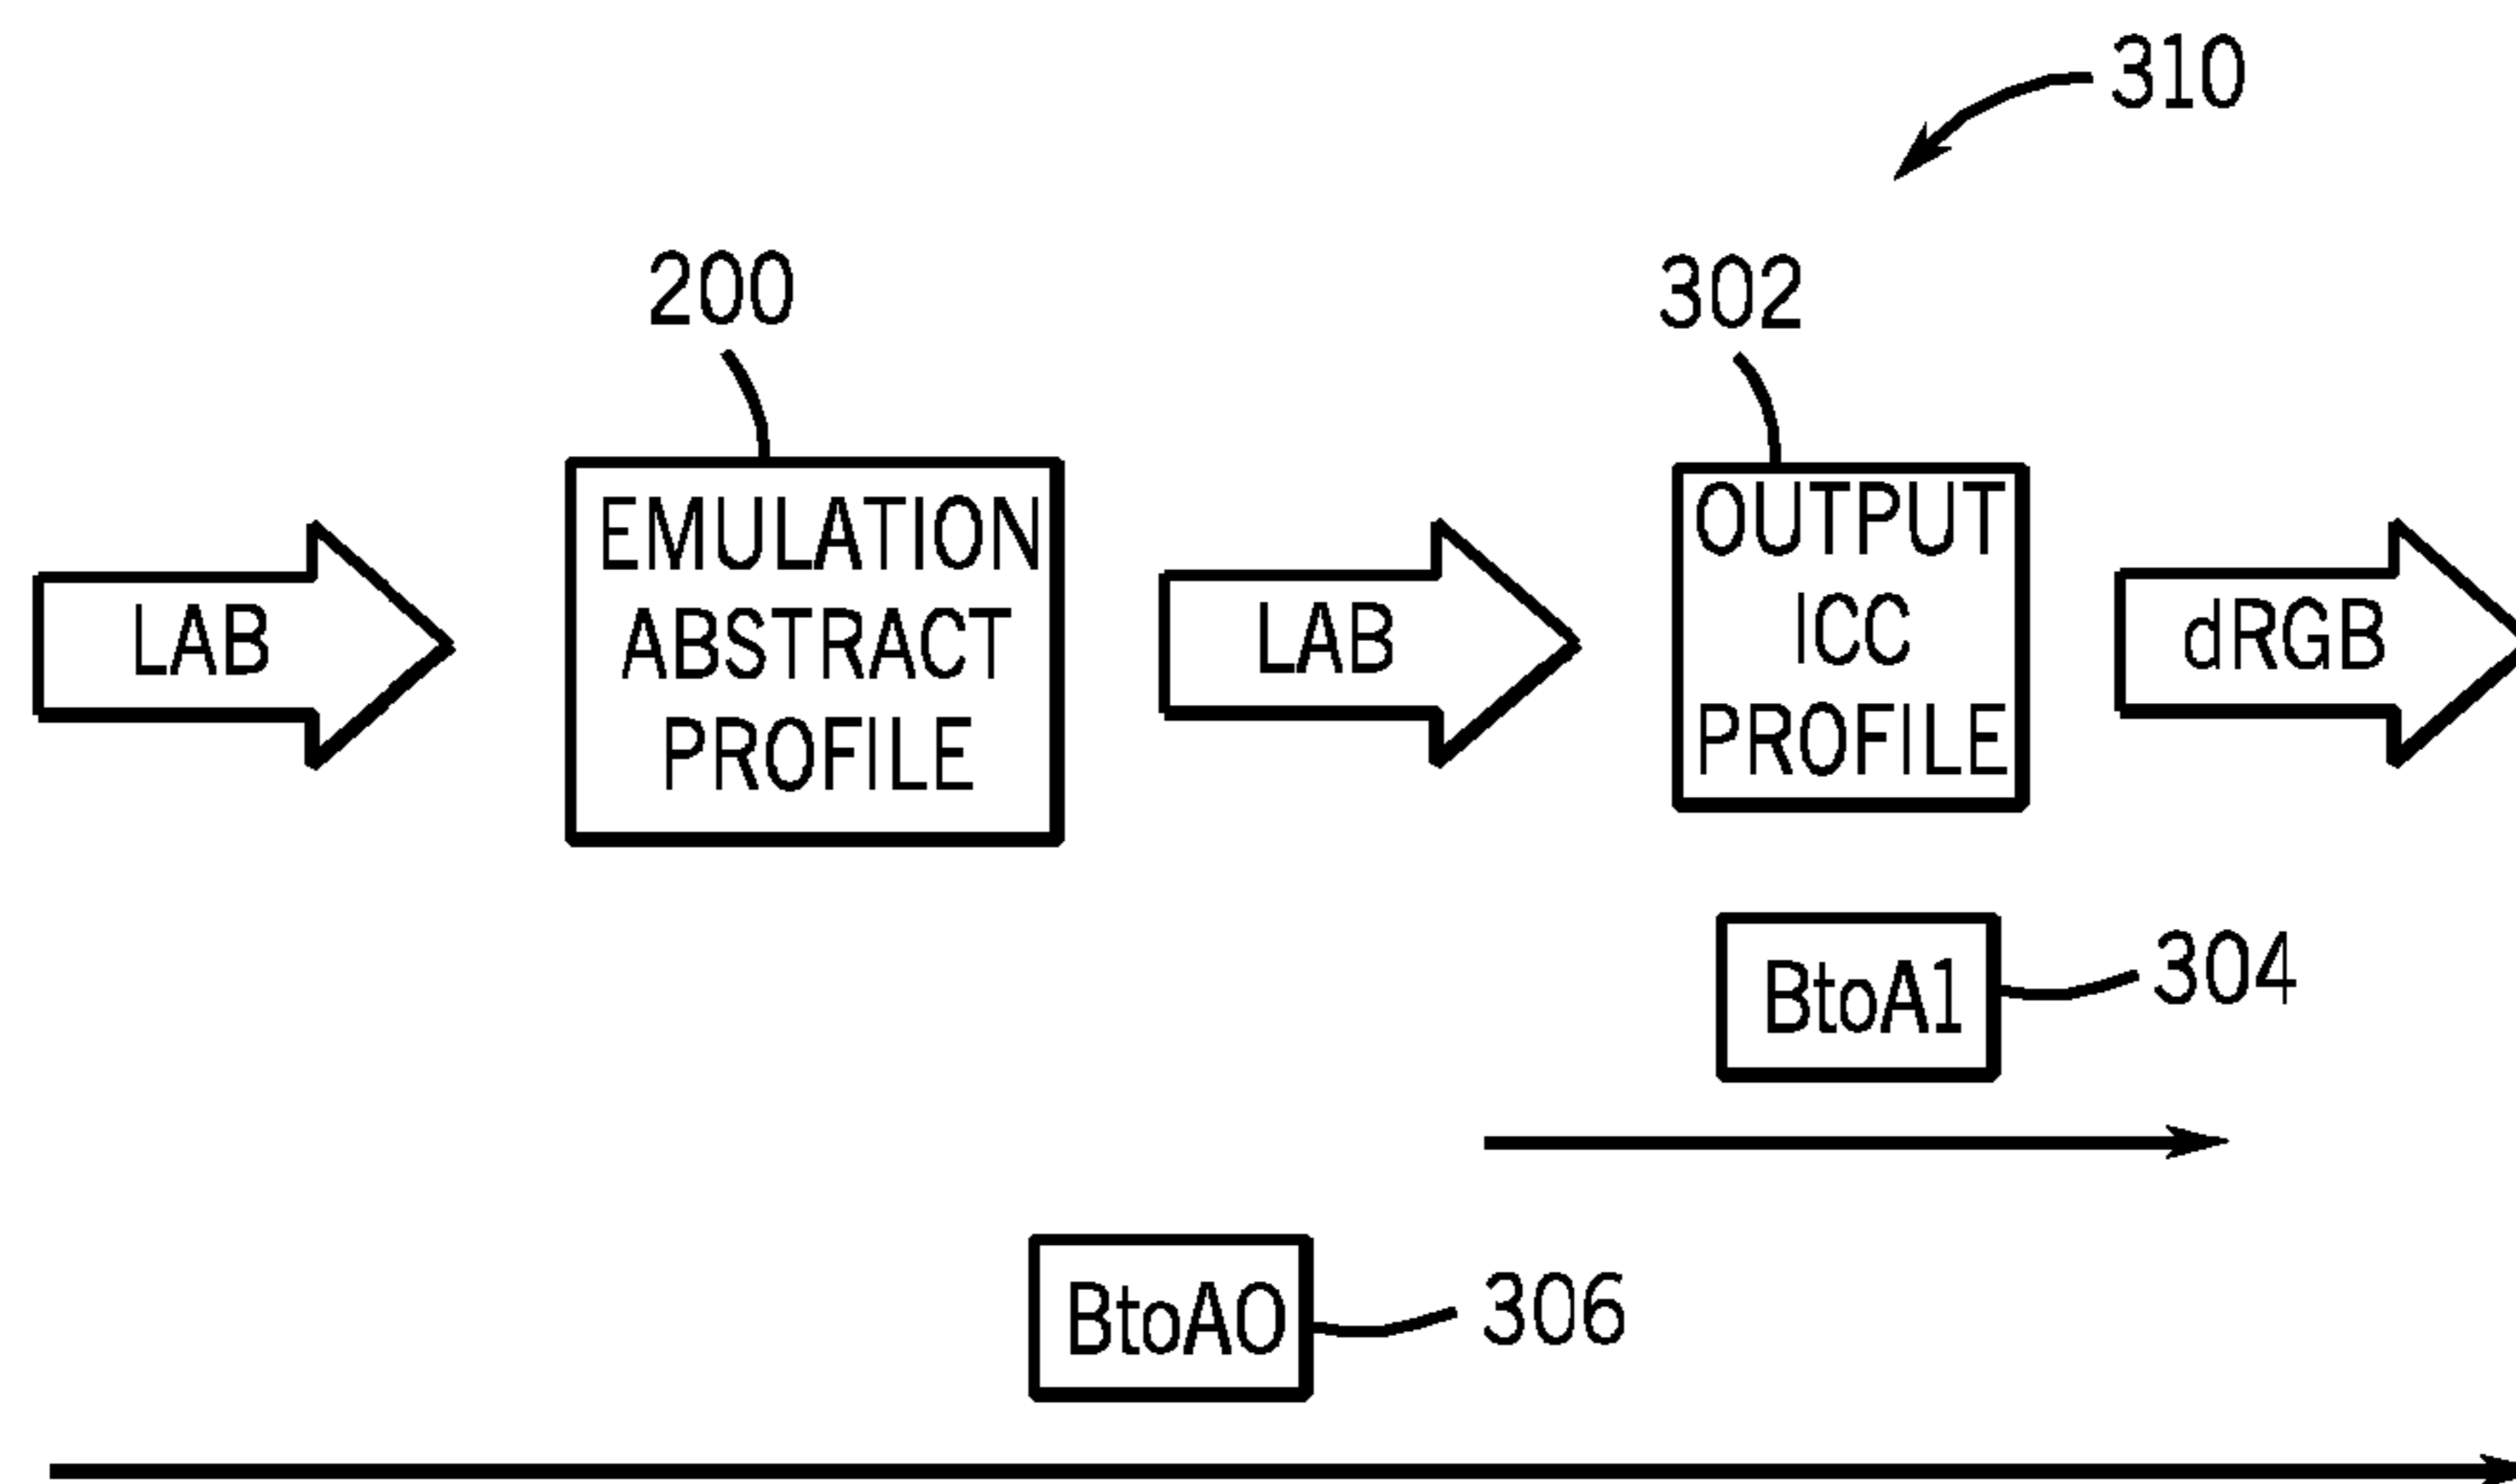 310
200
302
LAB
EMULATION
ABSTRACT
PROFILE
LAB
OUTPUT
ICC
PROFILE
dRGB
BtoA1
304
BtoA0
306